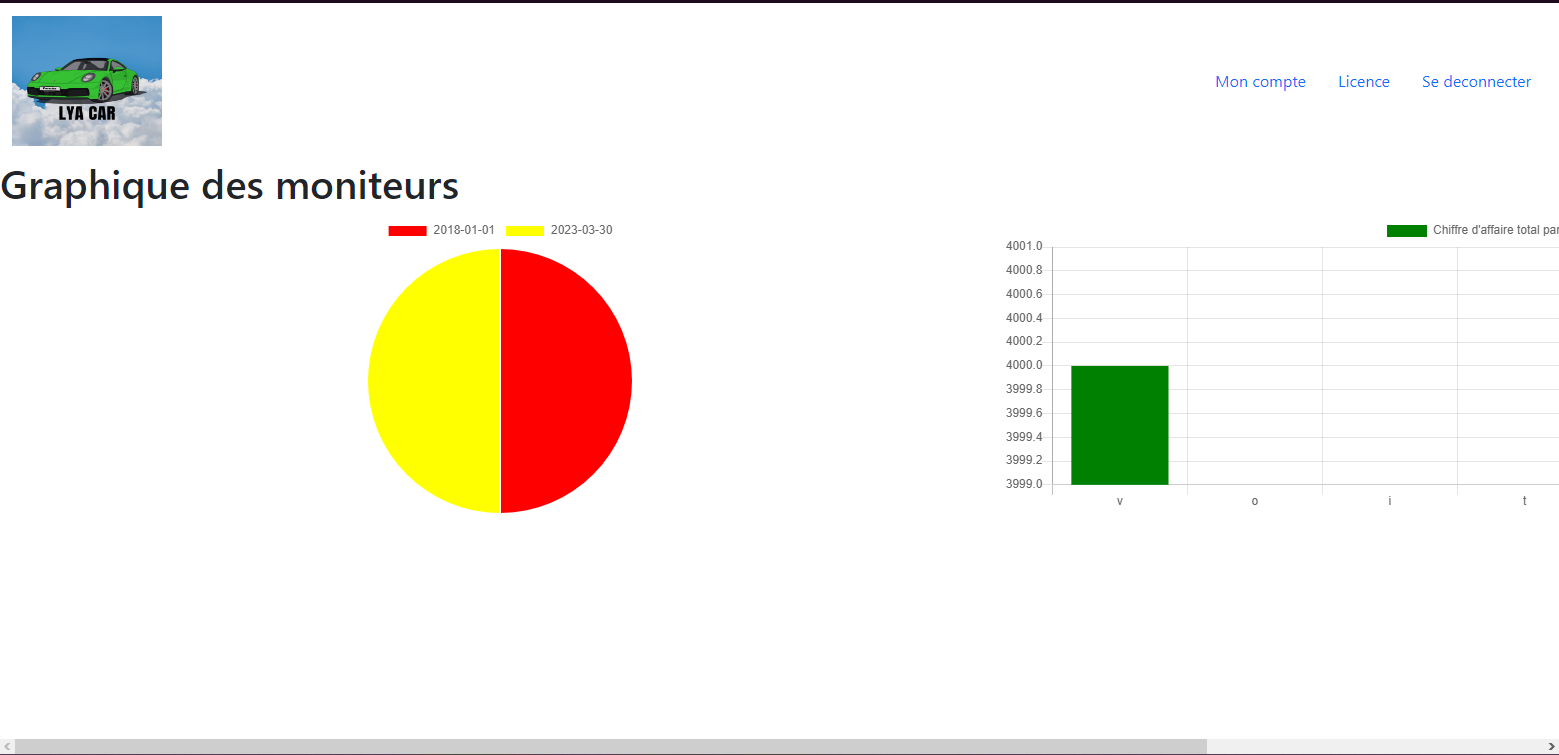 LYA CAR
Mon compte Licence Se deconnecter
Graphique des moniteurs
2018-01-01 2023-03-30
Chiffre d'affaire total par
4001.0
4000.8
4000.6
4000.4
4000.2
4000.0
3999.8
3999.6
3999.4
3999.2
3999.0
v o i t